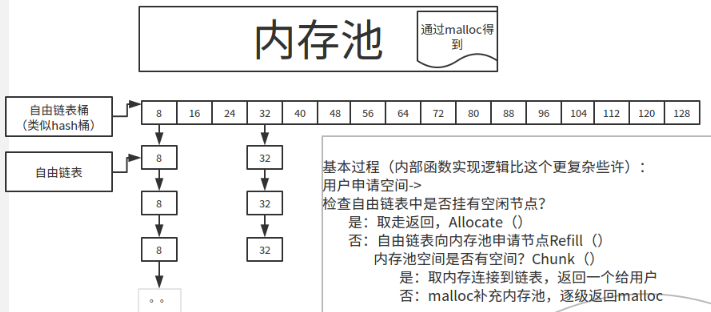 内存池
通过malloc得
到
自由链表桶
（类似hash桶）
8 16 24 32 40 48 56 64 72 80 88 96 104 112 120 128
自由链表
8 32
8 32
8 32
。。
基本过程（内部函数实现逻辑比这个更复杂些许）：
用户申请空间->
检查自由链表中是否挂有空闲节点？
是：取走返回，Allocate（）
否：自由链表向内存池申请节点Refill（）
内存池空间是否有空间？Chunk（）
是：取内存连接到链表，返回一个给用户
否：malloc补充内存池，逐级返回malloc